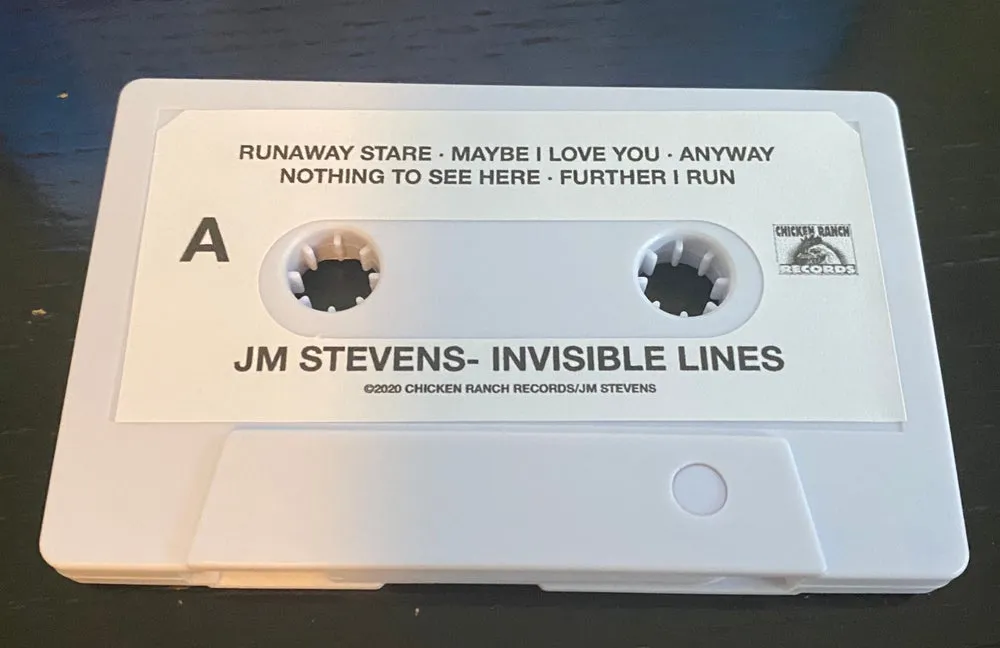 RUNAWAY STARE · MAYBE I LOVE YOU · ANYWAY
NOTHING TO SEE HERE · FURTHER I RUN
A
CHICKEN RANCH
RECORDS
JM STEVENS- INVISIBLE LINES
©2020 CHICKEN RANCH RECORDS/JM STEVENS